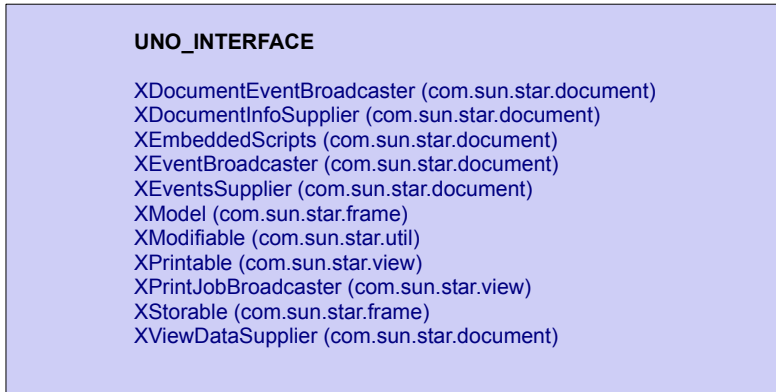 UNO_INTERFACE
XDocumentEventBroadcaster (com.sun.star.document)
XDocumentInfoSupplier (com.sun.star.document)
XEmbeddedScripts (com.sun.star.document)
XEventBroadcaster (com.sun.star.document)
XEventsSupplier (com.sun.star.document)
XModel (com.sun.star.frame)
XModifiable (com.sun.star.util)
XPrintable (com.sun.star.view)
XPrintJobBroadcaster (com.sun.star.view)
XStorable (com.sun.star.frame)
XViewDataSupplier (com.sun.star.document)